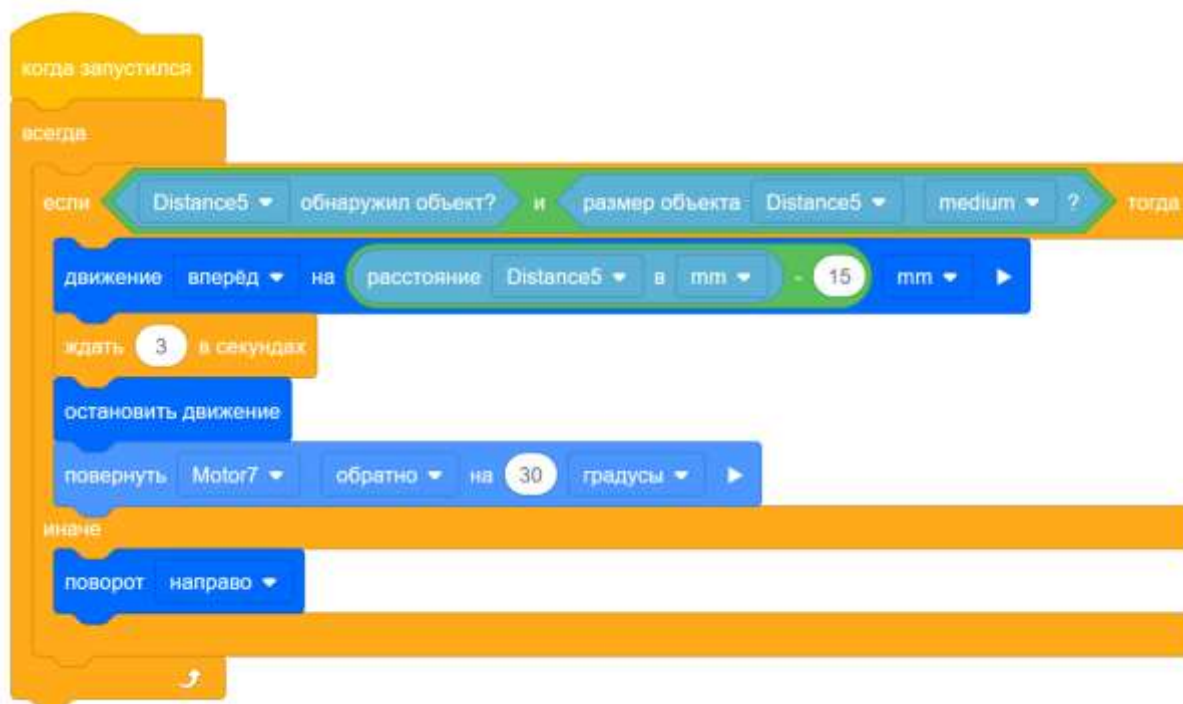 когда запустился
всегда
если Distance5 обнаружил объект? и размер объекта Distance5 medium ? тогда
движение вперёд на расстояние Distance5 в mm - 15 mm
ждать 3 в секундах
остановить движение
повернуть Motor7 обратно на 30 градусы
иначе
поворот направо